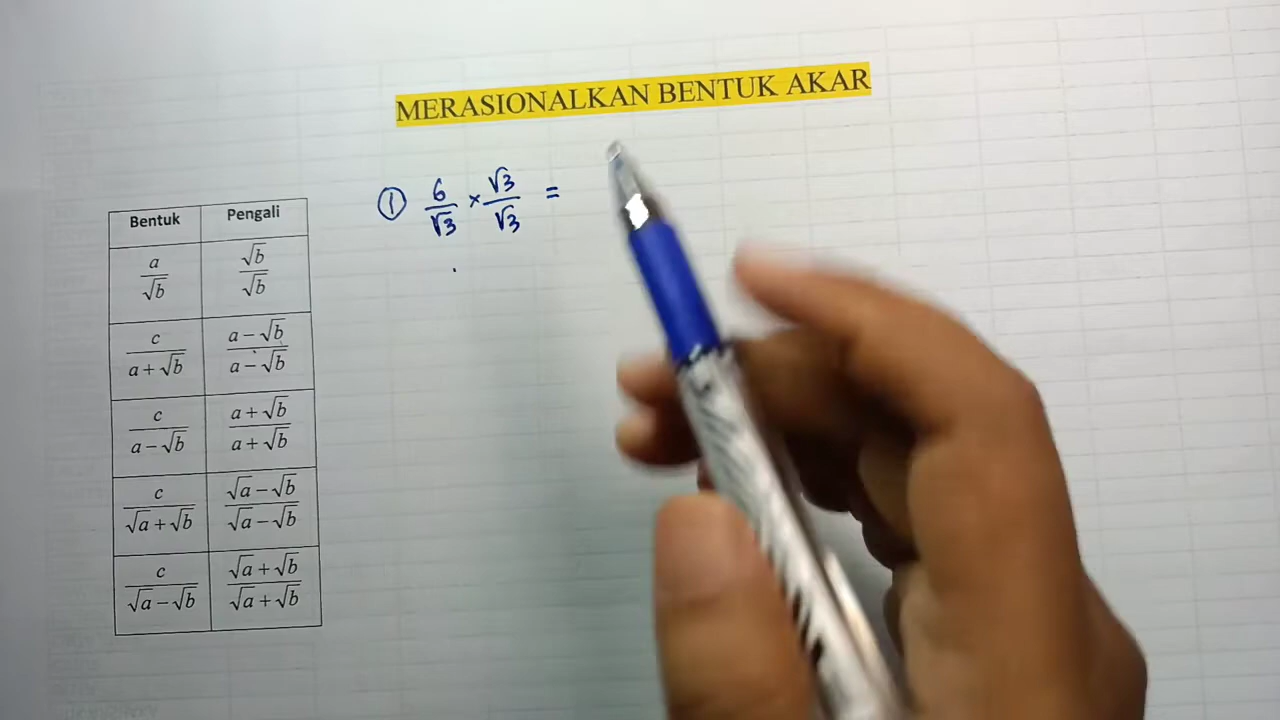 MERASIONALKAN BENTUK AKAR
① 6/√3 × √3/√3 =
Bentuk Pengali
a/√b √b/√b
c/(a + √b) (a − √b)/(a − √b)
c/(a − √b) (a + √b)/(a + √b)
c/(√a + √b) (√a − √b)/(√a − √b)
c/(√a − √b) (√a + √b)/(√a + √b)